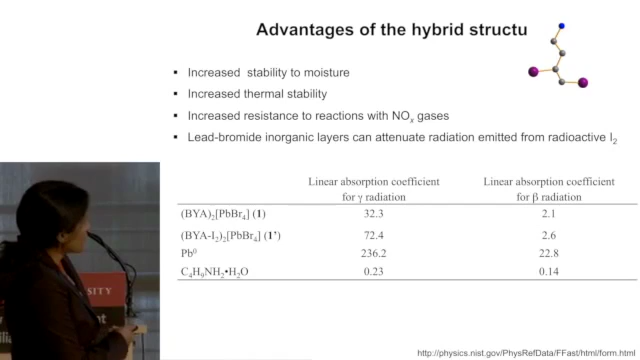 Advantages of the hybrid structu
▪ Increased stability to moisture
▪ Increased thermal stability
▪ Increased resistance to reactions with NOₓ gases
▪ Lead-bromide inorganic layers can attenuate radiation emitted from radioactive I₂
Linear absorption coefficient for γ radiation
Linear absorption coefficient for β radiation
(BYA)₂[PbBr₄] (1) 32.3 2.1
(BYA-I₂)₂[PbBr₄] (1') 72.4 2.6
Pb⁰ 236.2 22.8
C₄H₉NH₂•H₂O 0.23 0.14
SITY
http://physics.nist.gov/PhysRefData/FFast/html/form.html